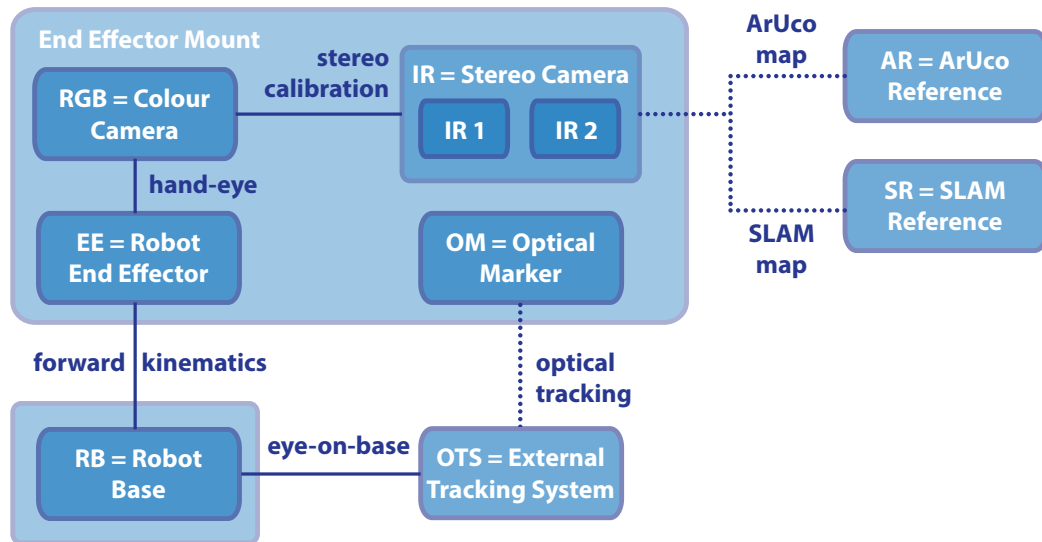 End Effector Mount
RGB = Colour
Camera
stereo
calibration
IR = Stereo Camera
IR 1
IR 2
ArUco
map
AR = ArUco
Reference
hand-eye
SR = SLAM
Reference
SLAM
map
EE = Robot
End Effector
OM = Optical
Marker
forward kinematics
optical
tracking
RB = Robot
Base
eye-on-base
OTS = External
Tracking System